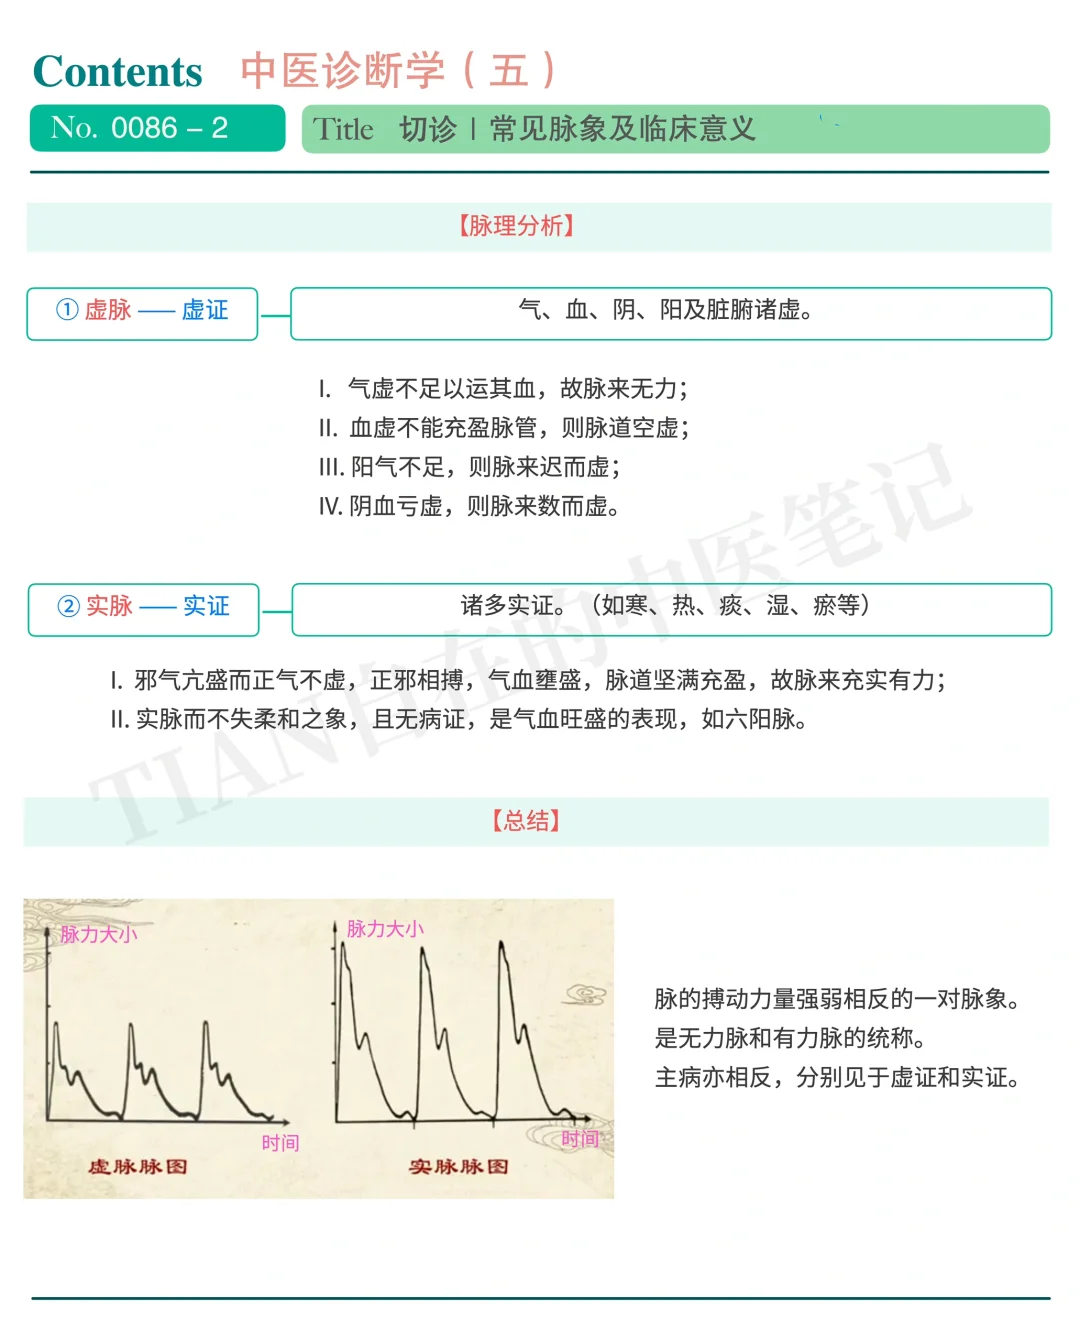 Contents 中医诊断学（五）
No. 0086 – 2 Title 切诊 | 常见脉象及临床意义
【脉理分析】
① 虚脉 —— 虚证 气、血、阴、阳及脏腑诸虚。
I. 气虚不足以运其血，故脉来无力；
II. 血虚不能充盈脉管，则脉道空虚；
III. 阳气不足，则脉来迟而虚；
IV. 阴血亏虚，则脉来数而虚。
② 实脉 —— 实证 诸多实证。（如寒、热、痰、湿、瘀等）
I. 邪气亢盛而正气不虚，正邪相搏，气血壅盛，脉道坚满充盈，故脉来充实有力；
II. 实脉而不失柔和之象，且无病证，是气血旺盛的表现，如六阳脉。
TIAN自在的中医笔记
【总结】
脉力大小 脉力大小
时间 时间
虚脉脉图 实脉脉图
脉的搏动力量强弱相反的一对脉象。
是无力脉和有力脉的统称。
主病亦相反，分别见于虚证和实证。